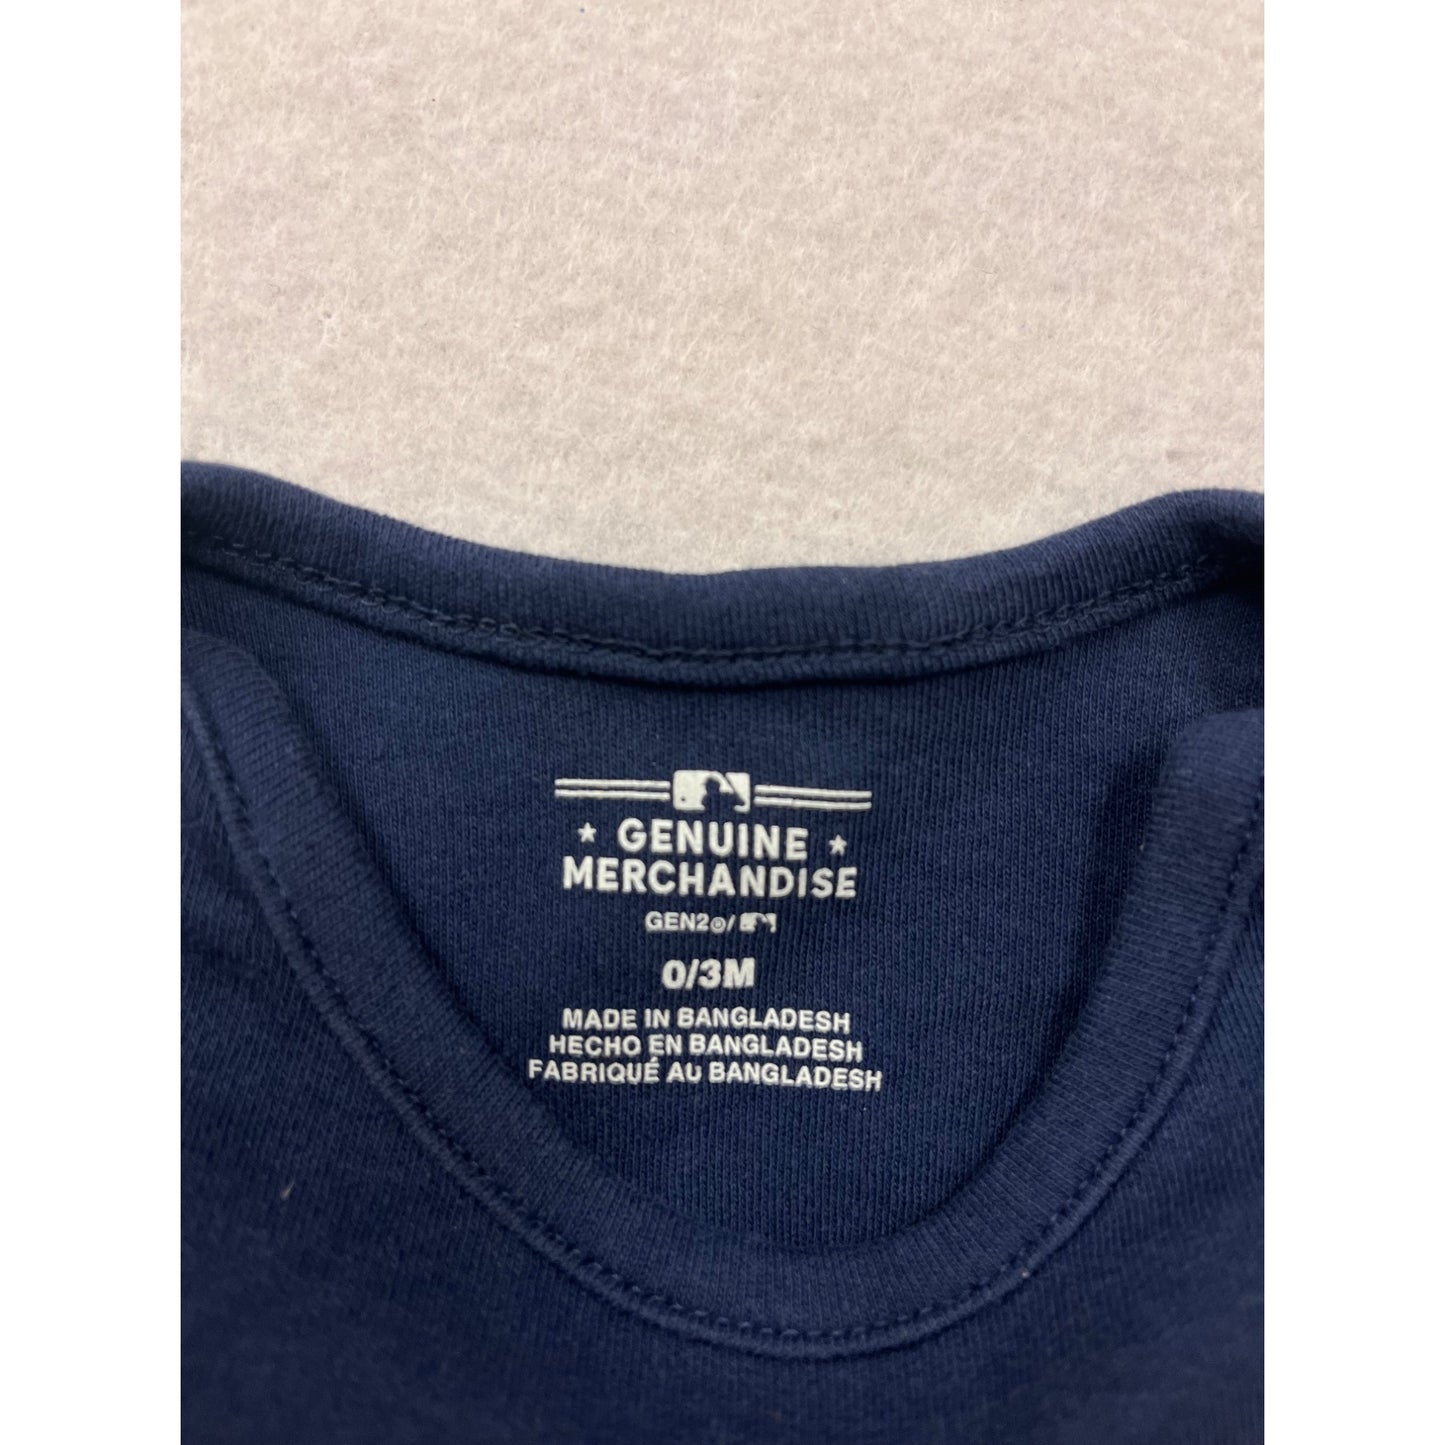 ★ GENUINE ★
MERCHANDISE
GEN2®/
0/3M
MADE IN BANGLADESH
HECHO EN BANGLADESH
FABRIQUÉ AU BANGLADESH